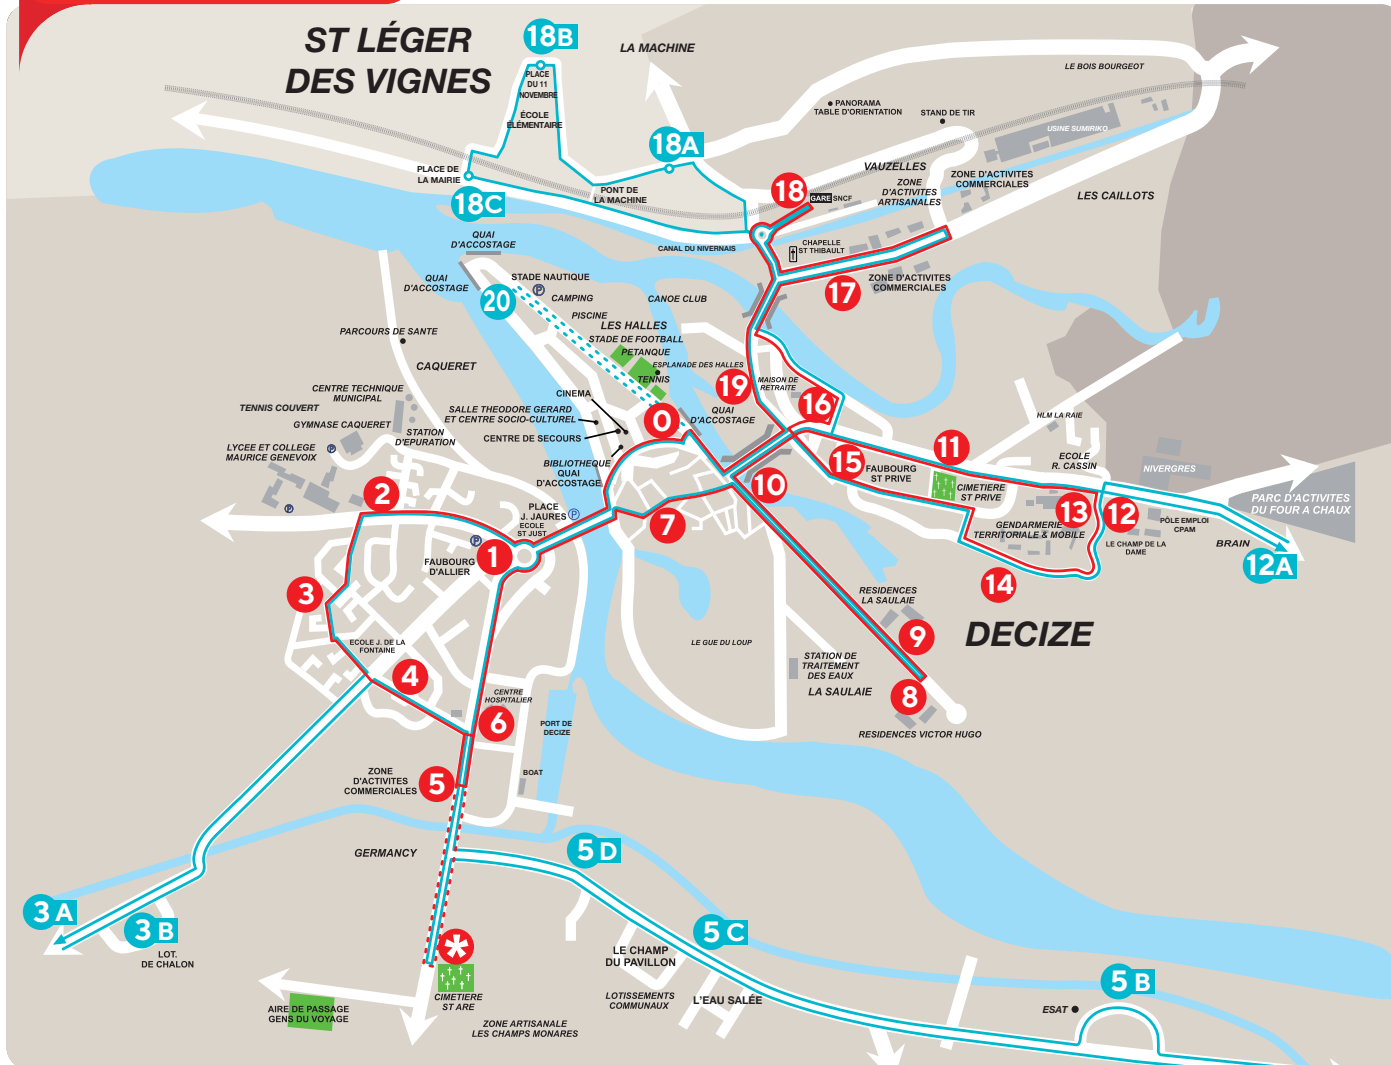 ST LÉGER
DES VIGNES
18B
LA MACHINE
PLACE
DU 11
NOVEMBRE
ÉCOLE
ÉLÉMENTAIRE
LE BOIS BOURGEOT
PANORAMA
TABLE D'ORIENTATION
STAND DE TIR
USINE SUMIRIKO
18A
PLACE DE
LA MAIRIE
18C
PONT DE
LA MACHINE
18
GARE SNCF
VAUZELLES
ZONE
D'ACTIVITES
ARTISANALES
ZONE D'ACTIVITES
COMMERCIALES
LES CAILLOTS
QUAI
D'ACCOSTAGE
CANAL DU NIVERNAIS
CHAPELLE
ST THIBAULT
QUAI
D'ACCOSTAGE
20
STADE NAUTIQUE
P
CAMPING
CANOE CLUB
17
ZONE D'ACTIVITES
COMMERCIALES
PISCINE
LES HALLES
STADE DE FOOTBALL
PETANQUE
ESPLANADE DES HALLES
TENNIS
PARCOURS DE SANTE
CAQUERET
19
MAISON DE
RETRAITE
16
CINEMA
CENTRE TECHNIQUE
MUNICIPAL
TENNIS COUVERT
GYMNASE CAQUERET
SALLE THEODORE GERARD
ET CENTRE SOCIO-CULTUREL
0
QUAI
D'ACCOSTAGE
HLM LA RAIE
STATION
D'EPURATION
CENTRE DE SECOURS
LYCEE ET COLLEGE
MAURICE GENEVOIX
P
P
BIBLIOTHEQUE
QUAI
D'ACCOSTAGE
15
FAUBOURG
ST PRIVE
11
CIMETIERE
ST PRIVE
ECOLE
R. CASSIN
NIVERGRES
10
2
PLACE
J. JAURES
P
ECOLE
ST JUST
7
13
12
GENDARMERIE
TERRITORIALE & MOBILE
PÔLE EMPLOI
CPAM
LE CHAMP DE LA
DAME
BRAIN
PARC D'ACTIVITES
DU FOUR A CHAUX
12A
P
1
FAUBOURG
D'ALLIER
3
14
RESIDENCES
LA SAULAIE
9
DECIZE
ECOLE J. DE LA
FONTAINE
LE GUE DU LOUP
STATION DE
TRAITEMENT
DES EAUX
LA SAULAIE
8
4
CENTRE
HOSPITALIER
6
PORT DE
DECIZE
RESIDENCES VICTOR HUGO
ZONE
D'ACTIVITES
COMMERCIALES
5
BOAT
GERMANCY
5 D
3 A
3 B
LOT.
DE CHALON
*
5 C
LE CHAMP
DU PAVILLON
LOTISSEMENTS
COMMUNAUX
L'EAU SALÉE
5 B
ESAT
CIMETIERE
ST ARE
AIRE DE PASSAGE
GENS DU VOYAGE
ZONE ARTISANALE
LES CHAMPS MONARES